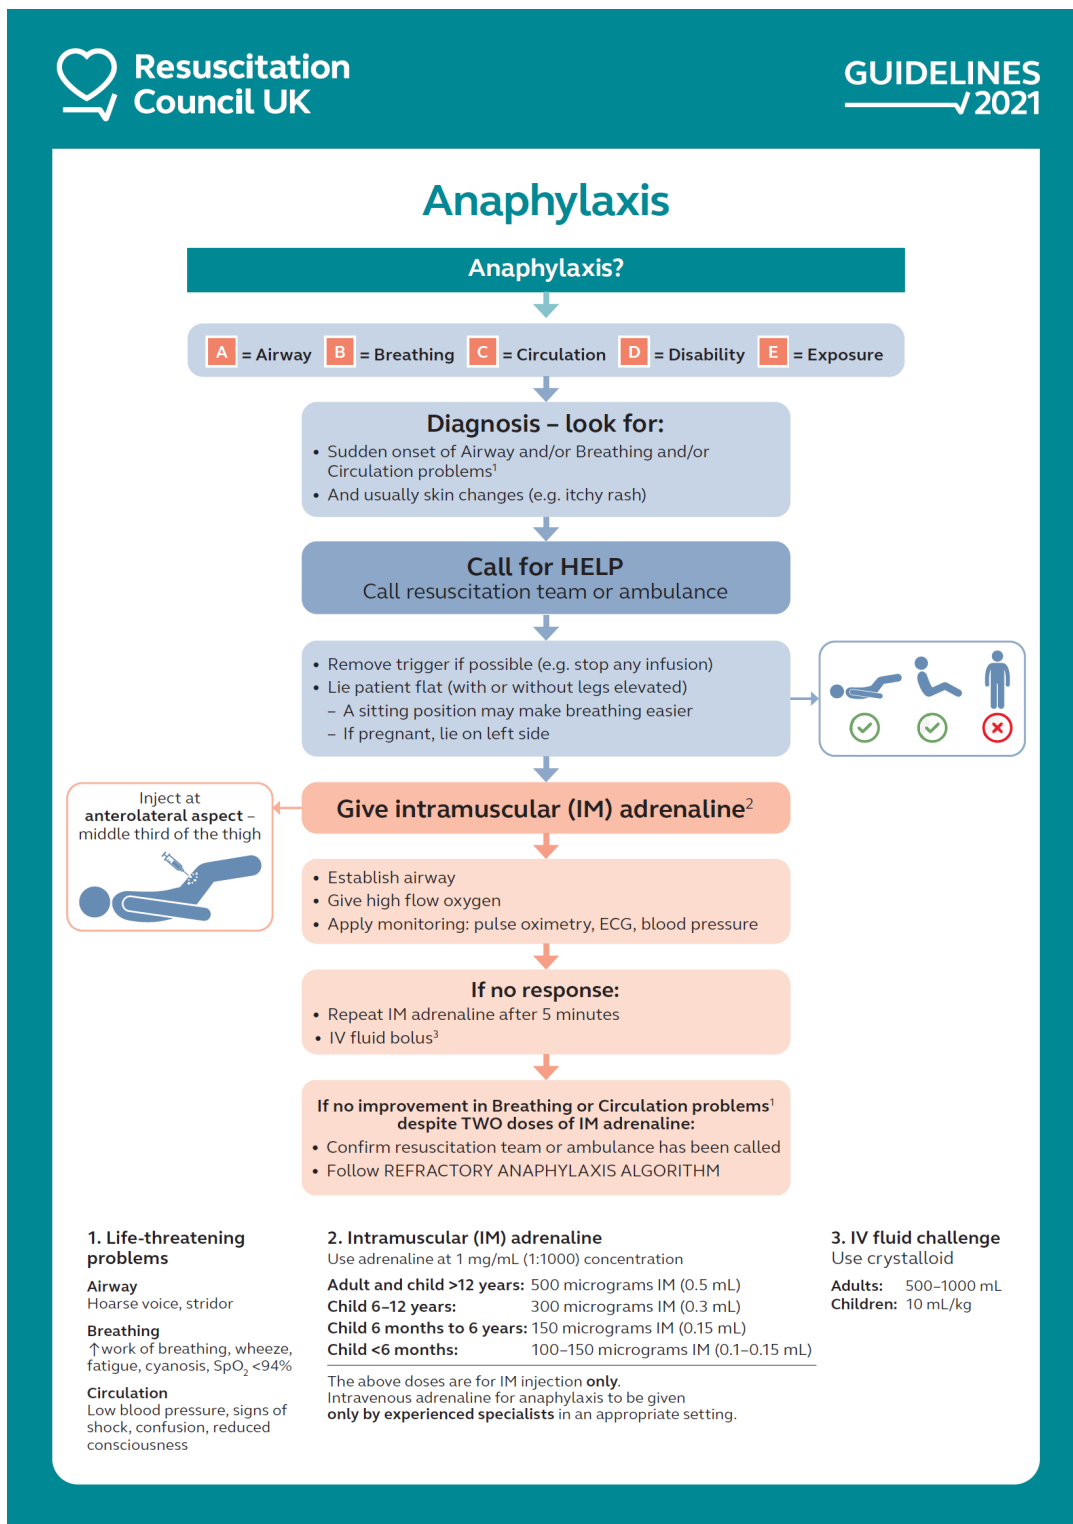 Resuscitation
Council UK
GUIDELINES
2021
Anaphylaxis
Anaphylaxis?
A = Airway B = Breathing C = Circulation D = Disability E = Exposure
Diagnosis – look for:
• Sudden onset of Airway and/or Breathing and/or
Circulation problems¹
• And usually skin changes (e.g. itchy rash)
Call for HELP
Call resuscitation team or ambulance
• Remove trigger if possible (e.g. stop any infusion)
• Lie patient flat (with or without legs elevated)
– A sitting position may make breathing easier
– If pregnant, lie on left side
Give intramuscular (IM) adrenaline²
Inject at
anterolateral aspect –
middle third of the thigh
• Establish airway
• Give high flow oxygen
• Apply monitoring: pulse oximetry, ECG, blood pressure
If no response:
• Repeat IM adrenaline after 5 minutes
• IV fluid bolus³
If no improvement in Breathing or Circulation problems¹
despite TWO doses of IM adrenaline:
• Confirm resuscitation team or ambulance has been called
• Follow REFRACTORY ANAPHYLAXIS ALGORITHM
1. Life-threatening
problems
Airway
Hoarse voice, stridor
Breathing
↑work of breathing, wheeze,
fatigue, cyanosis, SpO₂ <94%
Circulation
Low blood pressure, signs of
shock, confusion, reduced
consciousness
2. Intramuscular (IM) adrenaline
Use adrenaline at 1 mg/mL (1:1000) concentration
Adult and child >12 years: 500 micrograms IM (0.5 mL)
Child 6–12 years: 300 micrograms IM (0.3 mL)
Child 6 months to 6 years: 150 micrograms IM (0.15 mL)
Child <6 months: 100–150 micrograms IM (0.1–0.15 mL)
The above doses are for IM injection only.
Intravenous adrenaline for anaphylaxis to be given
only by experienced specialists in an appropriate setting.
3. IV fluid challenge
Use crystalloid
Adults: 500–1000 mL
Children: 10 mL/kg